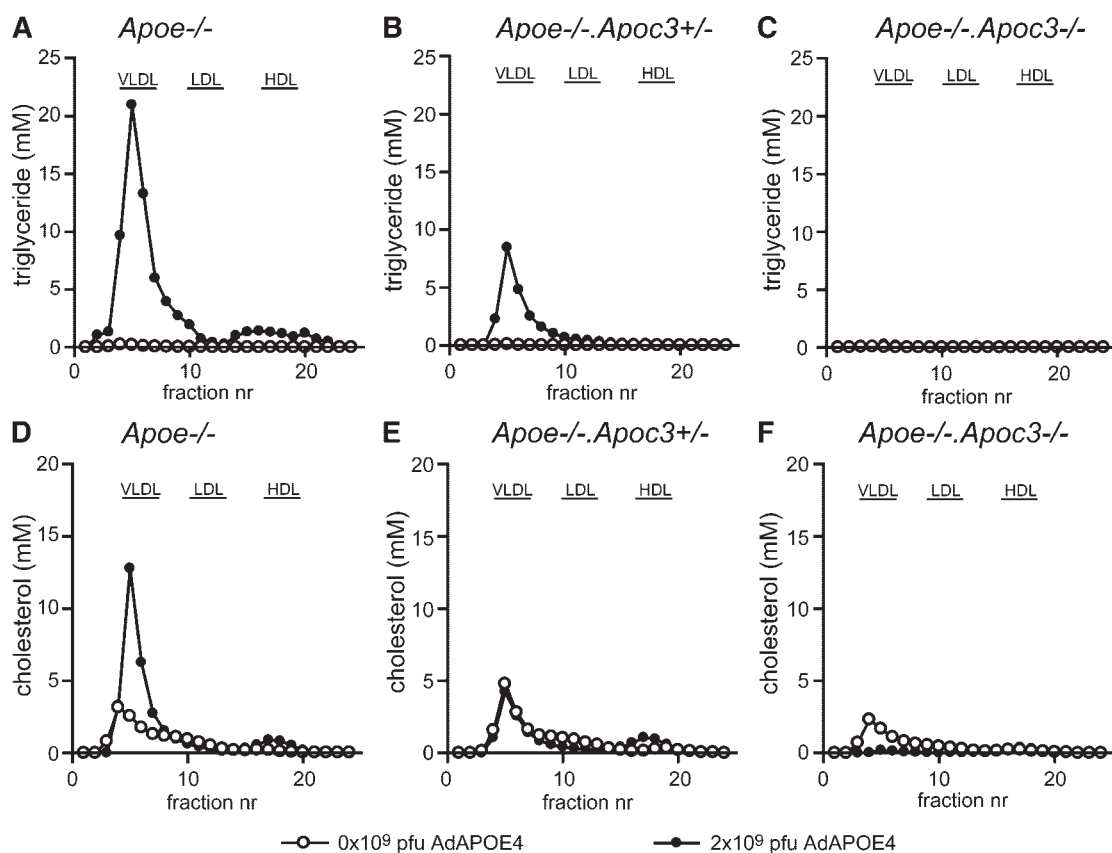 A Apoe-/-
25
20
15
10
5
0
triglyceride (mM)
VLDL LDL HDL
0 10 20
fraction nr
B Apoe-/-.Apoc3+/-
25
20
15
10
5
0
triglyceride (mM)
VLDL LDL HDL
0 10 20
fraction nr
C Apoe-/-.Apoc3-/-
25
20
15
10
5
0
triglyceride (mM)
VLDL LDL HDL
0 10 20
fraction nr
D Apoe-/-
20
15
10
5
0
cholesterol (mM)
VLDL LDL HDL
0 10 20
fraction nr
E Apoe-/-.Apoc3+/-
20
15
10
5
0
cholesterol (mM)
VLDL LDL HDL
0 10 20
fraction nr
F Apoe-/-.Apoc3-/-
20
15
10
5
0
cholesterol (mM)
VLDL LDL HDL
0 10 20
fraction nr
0x10⁹ pfu AdAPOE4 2x10⁹ pfu AdAPOE4